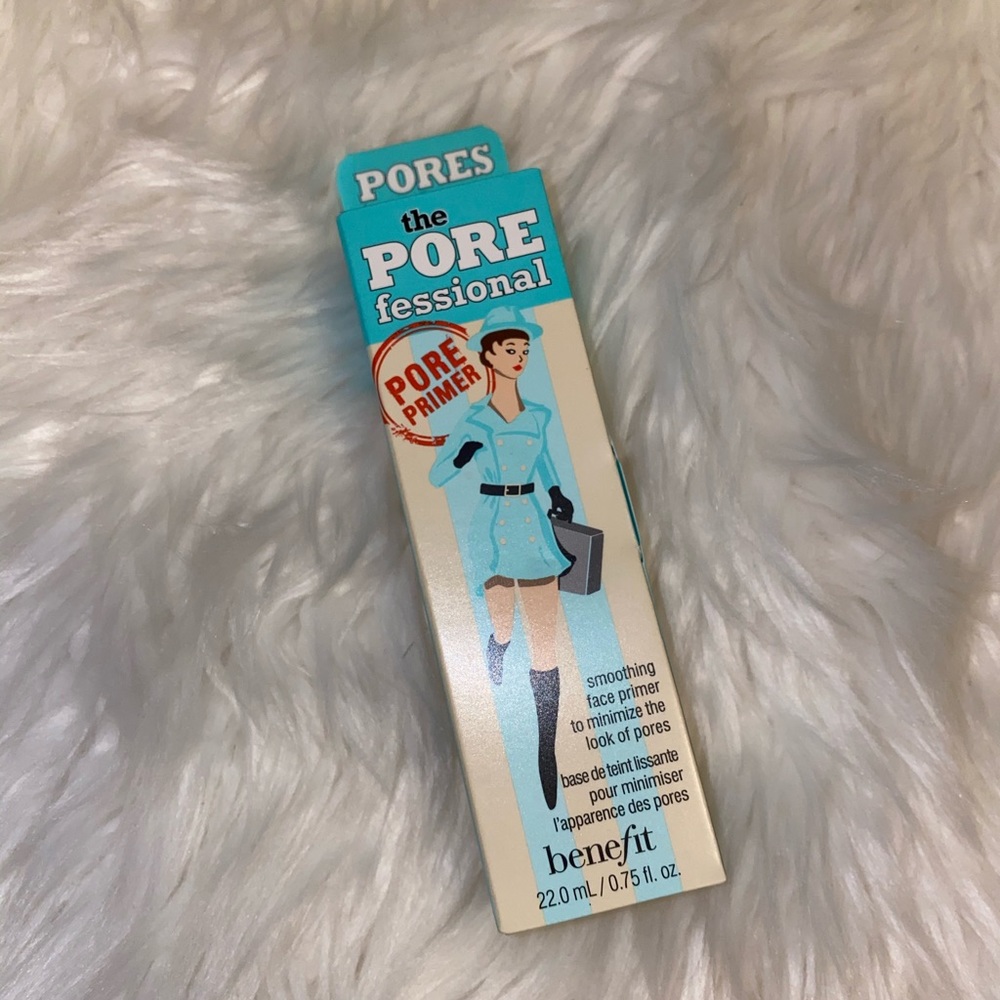 PORES
the
PORE
fessional
PORE
PRIMER
smoothing
face primer
to minimize the
look of pores
base de teint lissante
pour minimiser
l'apparence des pores
benefit
22.0 mL / 0.75 fl. oz.